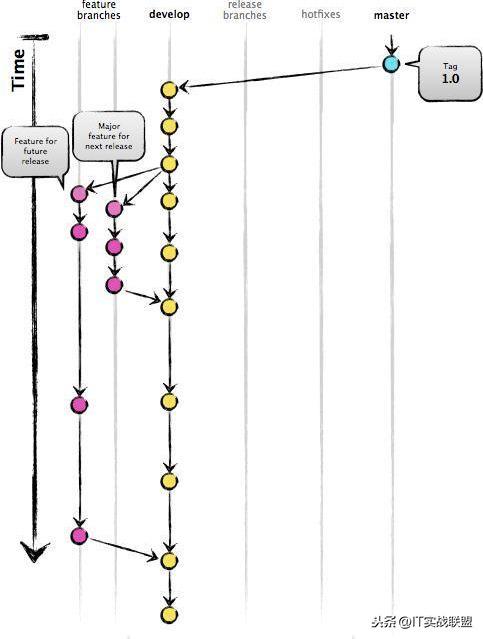 feature
branches
develop
release
branches
hotfixes
master
Time
Tag
1.0
Major
feature for
next release
Feature for
future
release
头条 @IT实战联盟